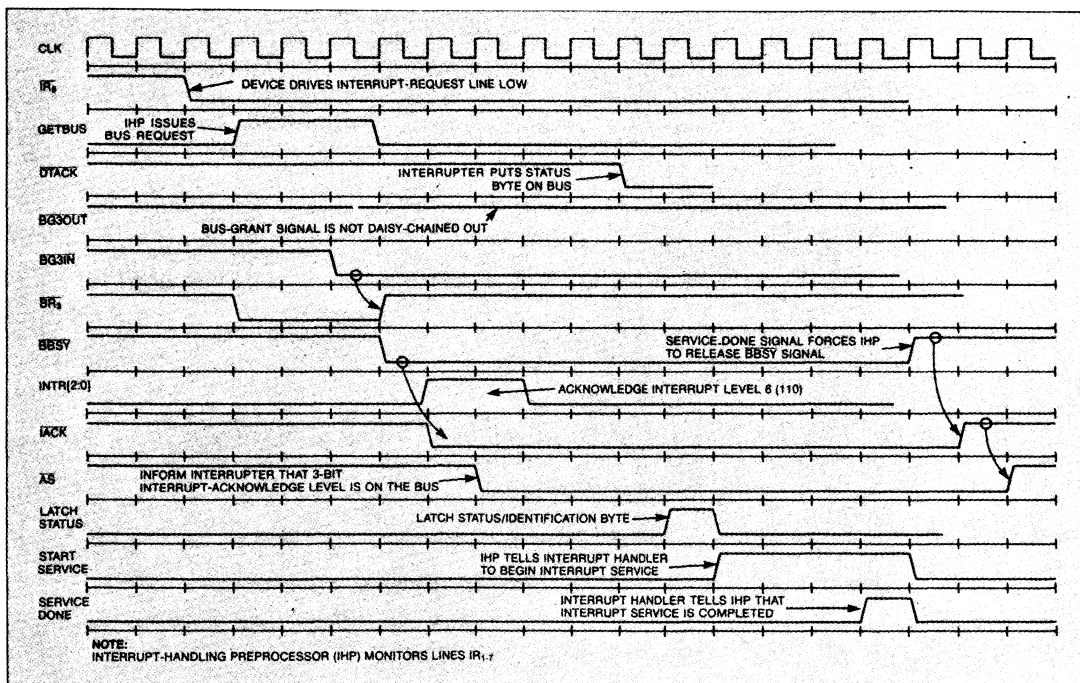 CLK
IR₆
DEVICE DRIVES INTERRUPT-REQUEST LINE LOW
GETBUS
IHP ISSUES
BUS REQUEST
DTACK
INTERRUPTER PUTS STATUS
BYTE ON BUS
BG3OUT
BUS-GRANT SIGNAL IS NOT DAISY-CHAINED OUT
BG3IN
BR₃
BBSY
SERVICE-DONE SIGNAL FORCES IHP
TO RELEASE BBSY SIGNAL
INTR(2:0)
ACKNOWLEDGE INTERRUPT LEVEL 6 (110)
IACK
AS
INFORM INTERRUPTER THAT 3-BIT
INTERRUPT-ACKNOWLEDGE LEVEL IS ON THE BUS
LATCH
STATUS
LATCH STATUS/IDENTIFICATION BYTE
START
SERVICE
IHP TELLS INTERRUPT HANDLER
TO BEGIN INTERRUPT SERVICE
SERVICE
DONE
INTERRUPT HANDLER TELLS IHP THAT
INTERRUPT SERVICE IS COMPLETED
NOTE:
INTERRUPT-HANDLING PREPROCESSOR (IHP) MONITORS LINES IR₁₋₇